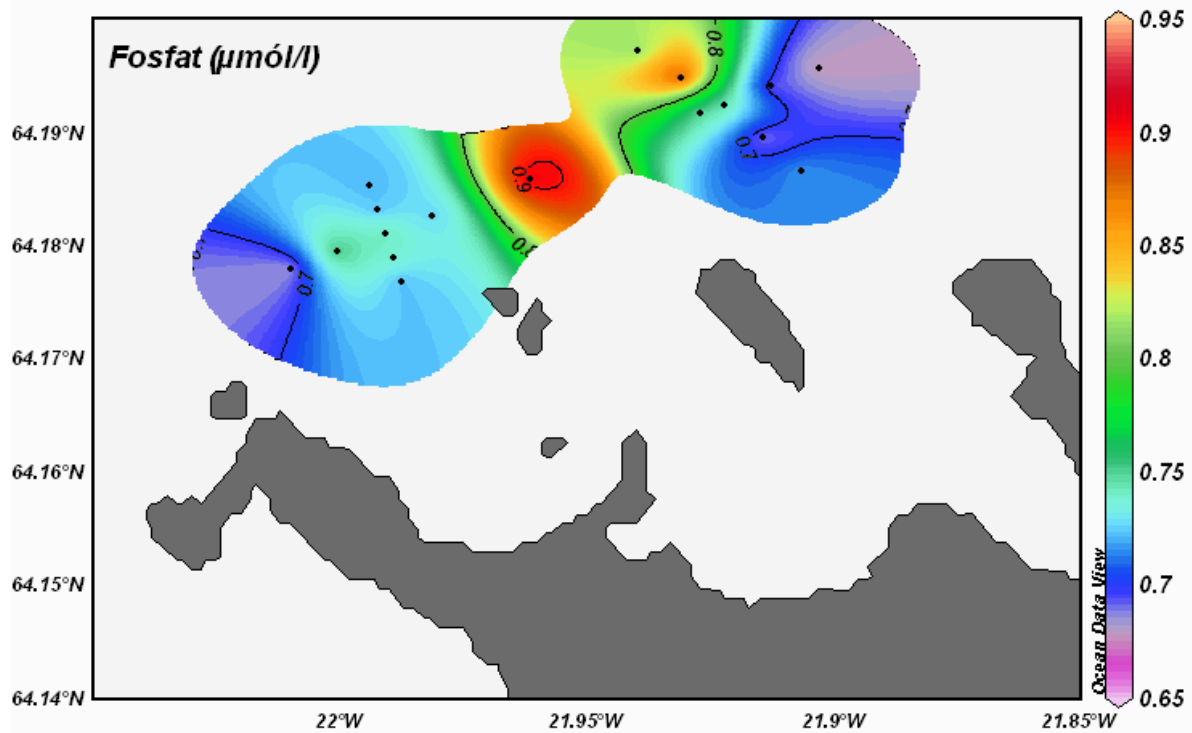 Fosfat (µmól/l)
64.19°N
64.18°N
64.17°N
64.16°N
64.15°N
64.14°N
22°W
21.95°W
21.9°W
21.85°W
0.8
0.9
0.7
0.7
Ocean Data View
0.95
0.9
0.85
0.8
0.75
0.7
0.65